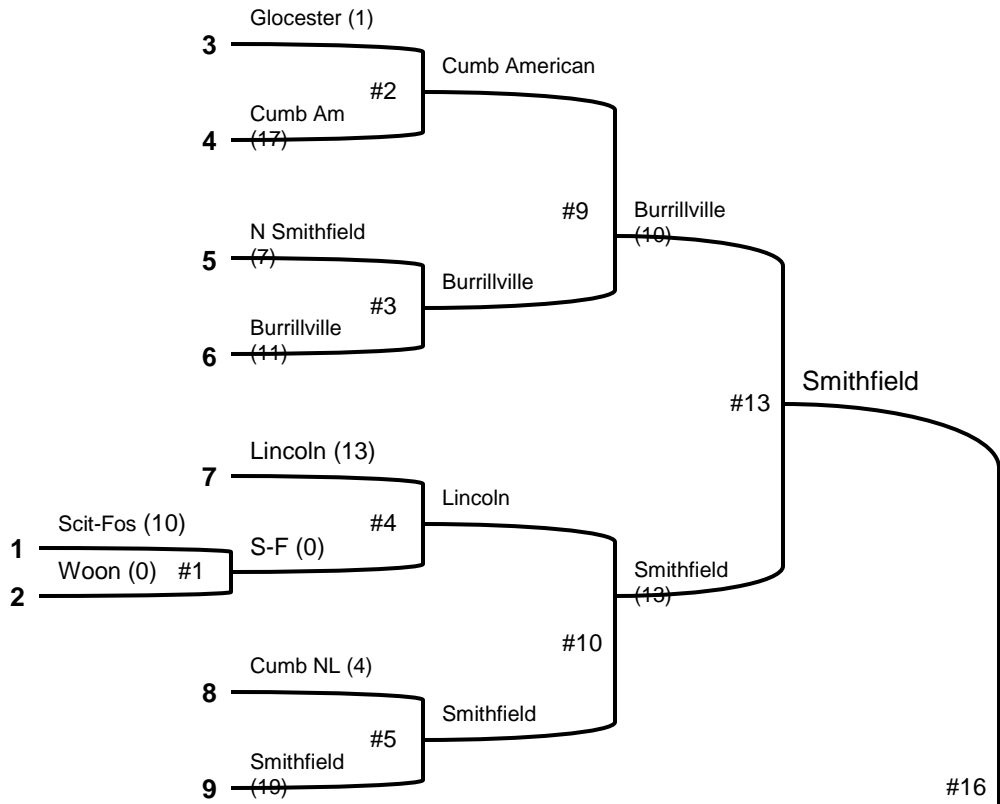 Glocester (1)
3
Cumb American
#2
Cumb Am
(17)
4
#9
Burrillville
(10)
N Smithfield
(7)
5
Burrillville
#3
Burrillville
(11)
6
Smithfield
#13
Lincoln (13)
7
Lincoln
Scit-Fos (10)
#4
1
S-F (0)
Woon (0) #1
2
Smithfield
(13)
#10
Cumb NL (4)
8
Smithfield
#5
Smithfield
(19)
9
#16